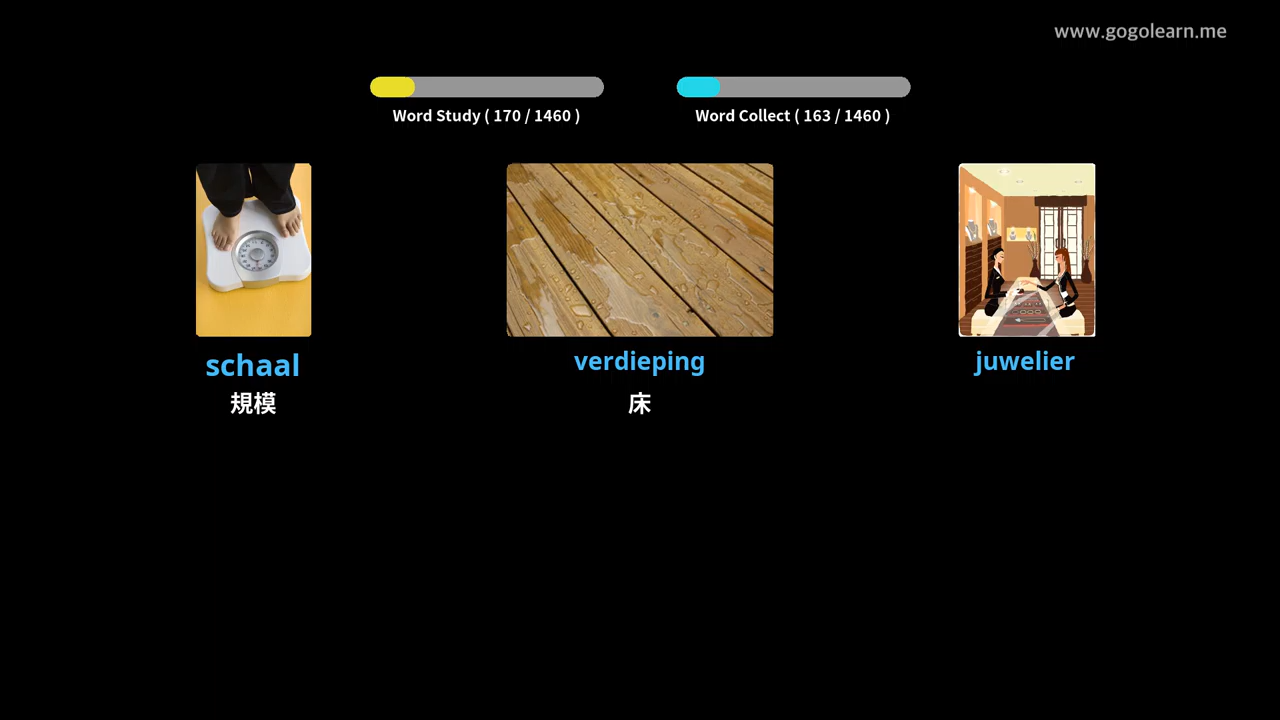 www.gogolearn.me
Word Study ( 170 / 1460 )
Word Collect ( 163 / 1460 )
schaal
verdieping
juwelier
規模
床